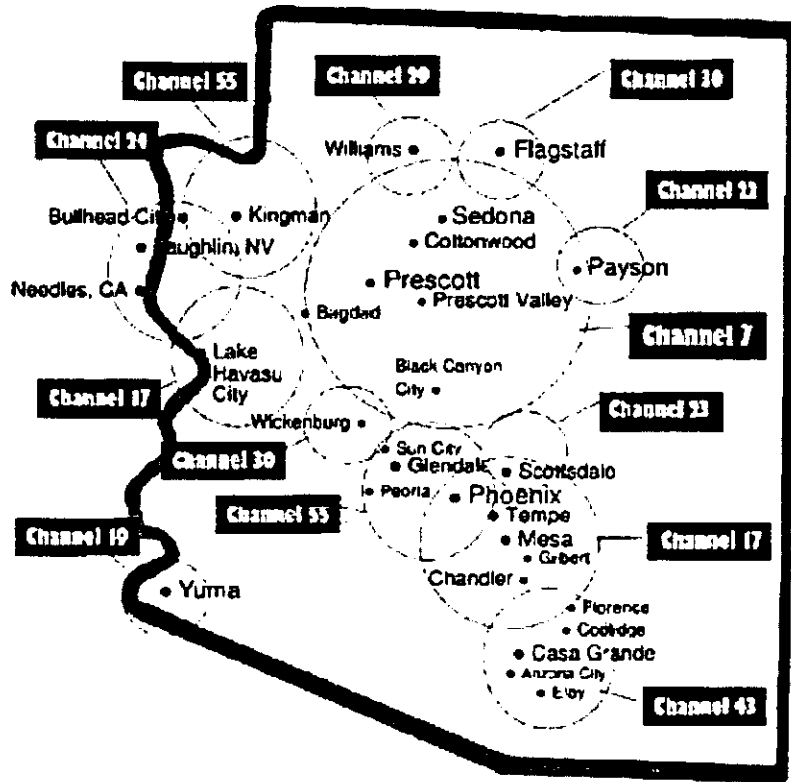 Channel 55
Channel 29
Channel 30
Channel 24
Williams
Flagstaff
Channel 22
Bullhead City
Kingman
Sedona
Laughlin, NV
Cottonwood
Payson
Needles, CA
Prescott
Prescott Valley
Bagdad
Channel 7
Lake
Havasu
City
Black Canyon
City
Channel 17
Channel 23
Wickenburg
Sun City
Channel 30
Glendale
Scottsdale
Peoria
Phoenix
Channel 55
Tempe
Channel 19
Mesa
Channel 17
Gilbert
Chandler
Yuma
Florence
Coolidge
Casa Grande
Arizona City
Eloy
Channel 43